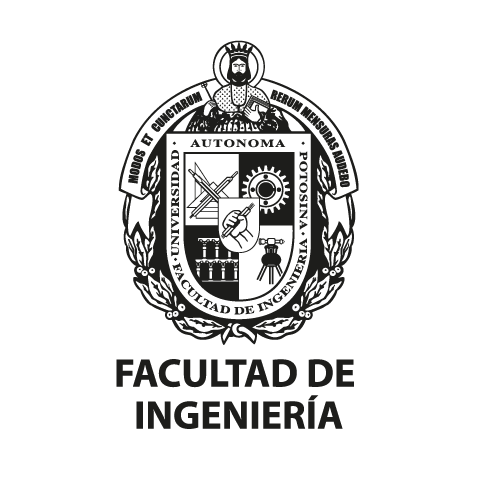 MODOS ET CUNCTARUM RERUM MENSURAS AUDEBO
· UNIVERSIDAD · AUTONOMA · POTOSINA ·
FACULTAD DE INGENIERIA
FACULTAD DE
INGENIERÍA